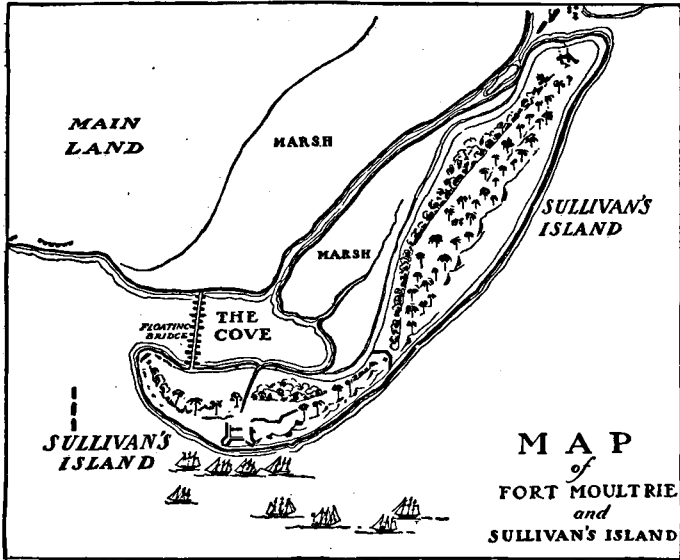 MAIN
LAND
MARSH
SULLIVAN'S
ISLAND
MARSH
FLOATING
BRIDGE
THE
COVE
SULLIVAN'S
ISLAND
MAP
of
FORT MOULTRIE
and
SULLIVAN'S ISLAND